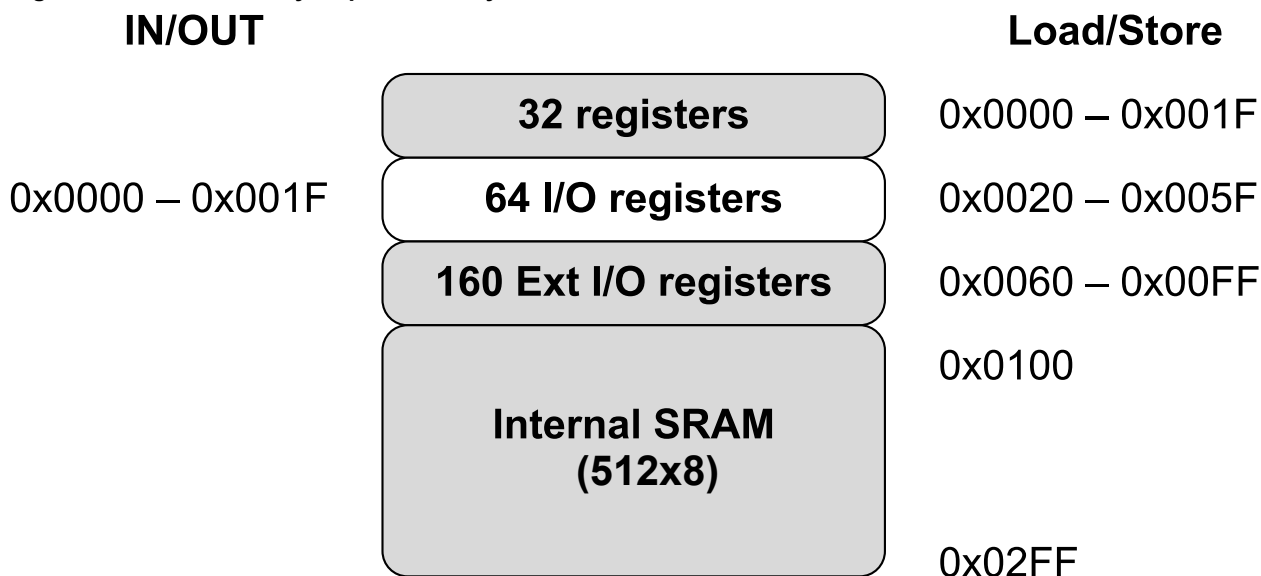 IN/OUT Load/Store
32 registers 0x0000 – 0x001F
0x0000 – 0x001F 64 I/O registers 0x0020 – 0x005F
160 Ext I/O registers 0x0060 – 0x00FF
0x0100
Internal SRAM
(512x8)
0x02FF